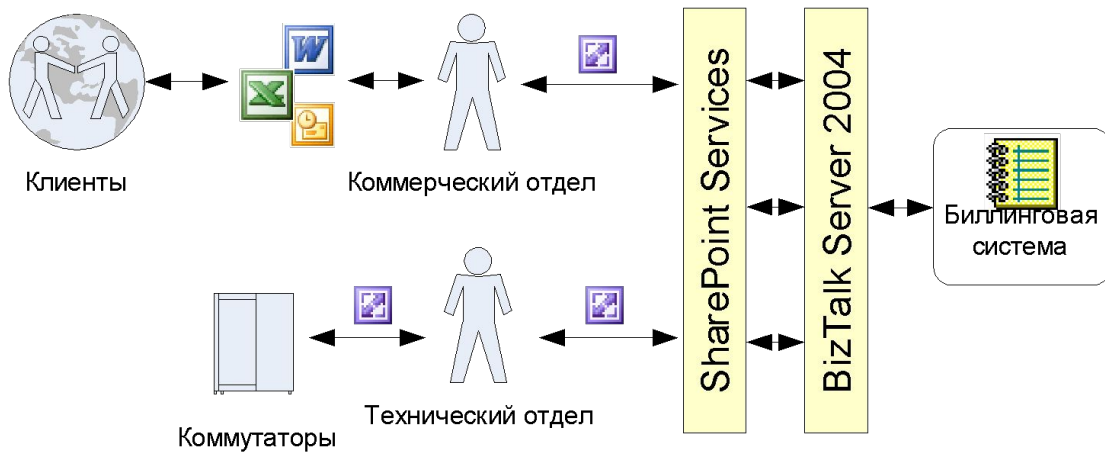 W
X
Клиенты
Коммерческий отдел
SharePoint Services
BizTalk Server 2004
Биллинговая
система
Коммутаторы
Технический отдел